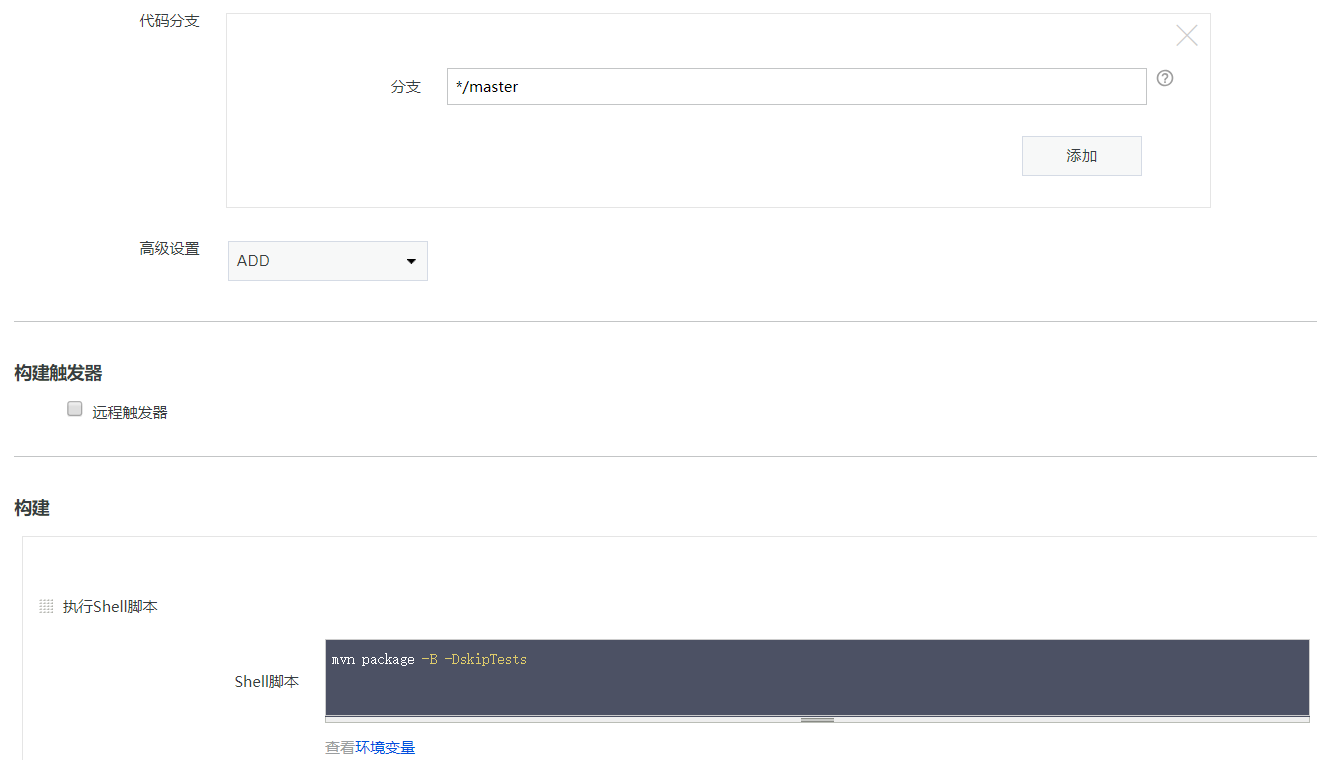 代码分支
分支 */master
添加
高级设置 ADD
构建触发器
远程触发器
构建
执行Shell脚本
Shell脚本 mvn package -B -DskipTests
查看环境变量